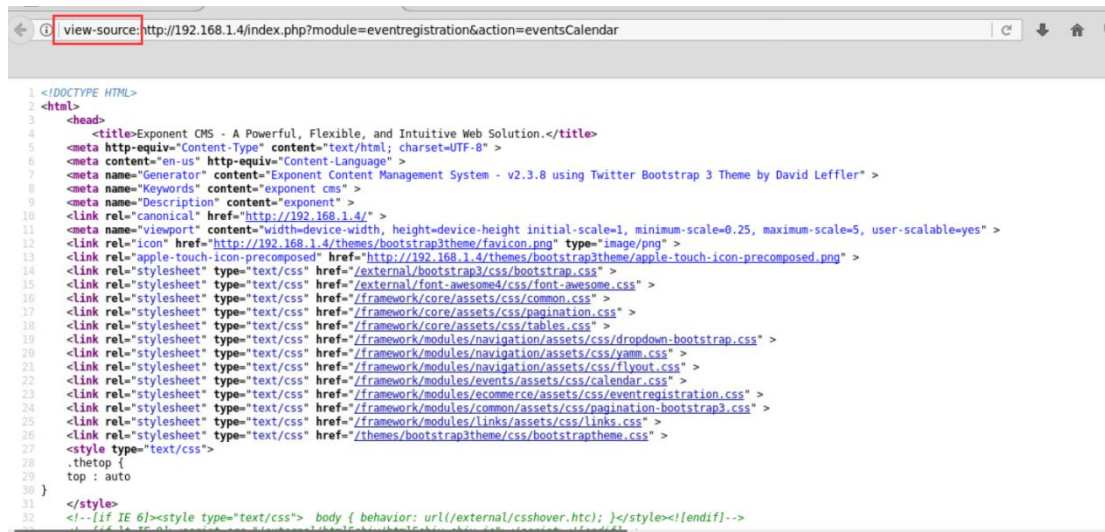 view-source:http://192.168.1.4/index.php?module=eventregistration&action=eventsCalendar
1 <!DOCTYPE HTML>
2 <html>
3 <head>
4 <title>Exponent CMS - A Powerful, Flexible, and Intuitive Web Solution.</title>
5 <meta http-equiv="Content-Type" content="text/html; charset=UTF-8" >
6 <meta content="en-us" http-equiv="Content-Language" >
7 <meta name="Generator" content="Exponent Content Management System - v2.3.8 using Twitter Bootstrap 3 Theme by David Leffler" >
8 <meta name="Keywords" content="exponent cms" >
9 <meta name="Description" content="exponent" >
10 <link rel="canonical" href="http://192.168.1.4/" >
11 <meta name="viewport" content="width=device-width, height=device-height initial-scale=1, minimum-scale=0.25, maximum-scale=5, user-scalable=yes" >
12 <link rel="icon" href="http://192.168.1.4/themes/bootstrap3theme/favicon.png" type="image/png" >
13 <link rel="apple-touch-icon-precomposed" href="http://192.168.1.4/themes/bootstrap3theme/apple-touch-icon-precomposed.png" >
14 <link rel="stylesheet" type="text/css" href="/external/bootstrap3/css/bootstrap.css" >
15 <link rel="stylesheet" type="text/css" href="/external/font-awesome4/css/font-awesome.css" >
16 <link rel="stylesheet" type="text/css" href="/framework/core/assets/css/common.css" >
17 <link rel="stylesheet" type="text/css" href="/framework/core/assets/css/pagination.css" >
18 <link rel="stylesheet" type="text/css" href="/framework/core/assets/css/tables.css" >
19 <link rel="stylesheet" type="text/css" href="/framework/modules/navigation/assets/css/dropdown-bootstrap.css" >
20 <link rel="stylesheet" type="text/css" href="/framework/modules/navigation/assets/css/yamm.css" >
21 <link rel="stylesheet" type="text/css" href="/framework/modules/navigation/assets/css/flyout.css" >
22 <link rel="stylesheet" type="text/css" href="/framework/modules/events/assets/css/calendar.css" >
23 <link rel="stylesheet" type="text/css" href="/framework/modules/ecommerce/assets/css/eventregistration.css" >
24 <link rel="stylesheet" type="text/css" href="/framework/modules/common/assets/css/pagination-bootstrap3.css" >
25 <link rel="stylesheet" type="text/css" href="/framework/modules/links/assets/css/links.css" >
26 <link rel="stylesheet" type="text/css" href="/themes/bootstrap3theme/css/bootstraptheme.css" >
27 <style type="text/css">
28 .thetop {
29 top : auto
30 }
31 </style>
32 <!--[if IE 6]><style type="text/css"> body { behavior: url(/external/csshover.htc); }</style><![endif]-->